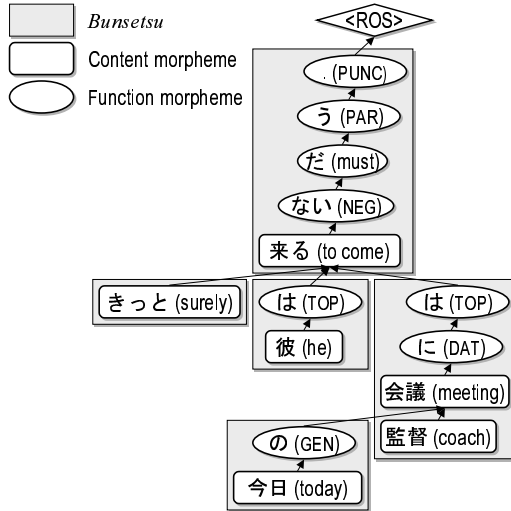 Bunsetsu
Content morpheme
Function morpheme
<ROS>
. (PUNC)
う (PAR)
だ (must)
ない (NEG)
来る (to come)
きっと (surely)
は (TOP)
彼 (he)
は (TOP)
に (DAT)
会議 (meeting)
監督 (coach)
の (GEN)
今日 (today)